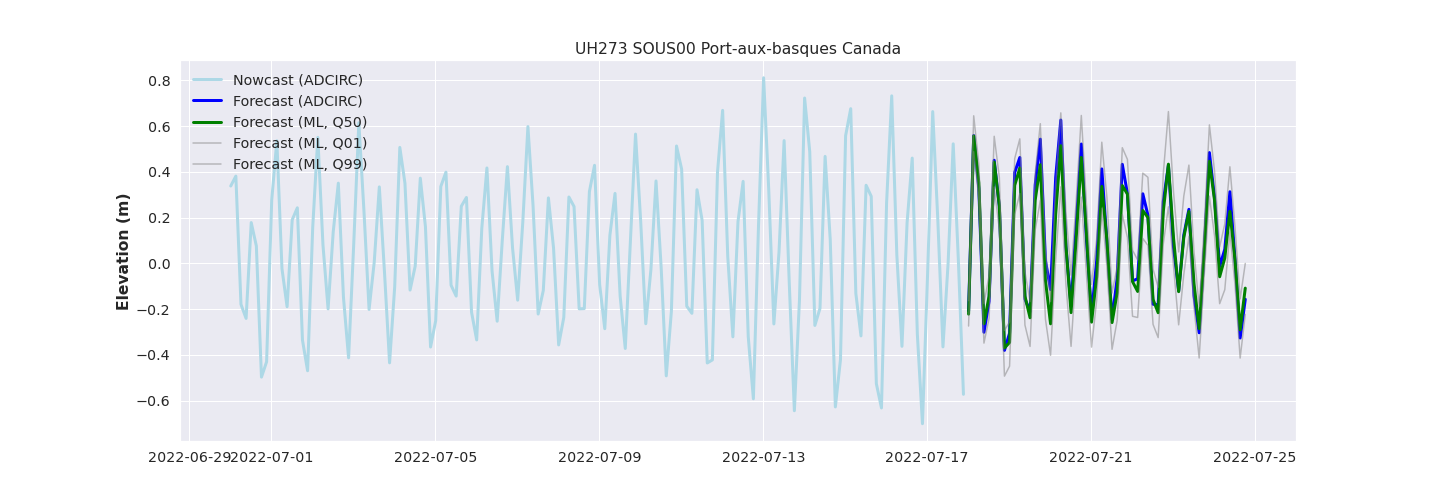 UH273 SOUS00 Port-aux-basques Canada
Nowcast (ADCIRC)
Forecast (ADCIRC)
Forecast (ML, Q50)
Forecast (ML, Q01)
Forecast (ML, Q99)
Elevation (m)
0.8
0.6
0.4
0.2
0.0
−0.2
−0.4
−0.6
2022-06-29 2022-07-01 2022-07-05 2022-07-09 2022-07-13 2022-07-17 2022-07-21 2022-07-25